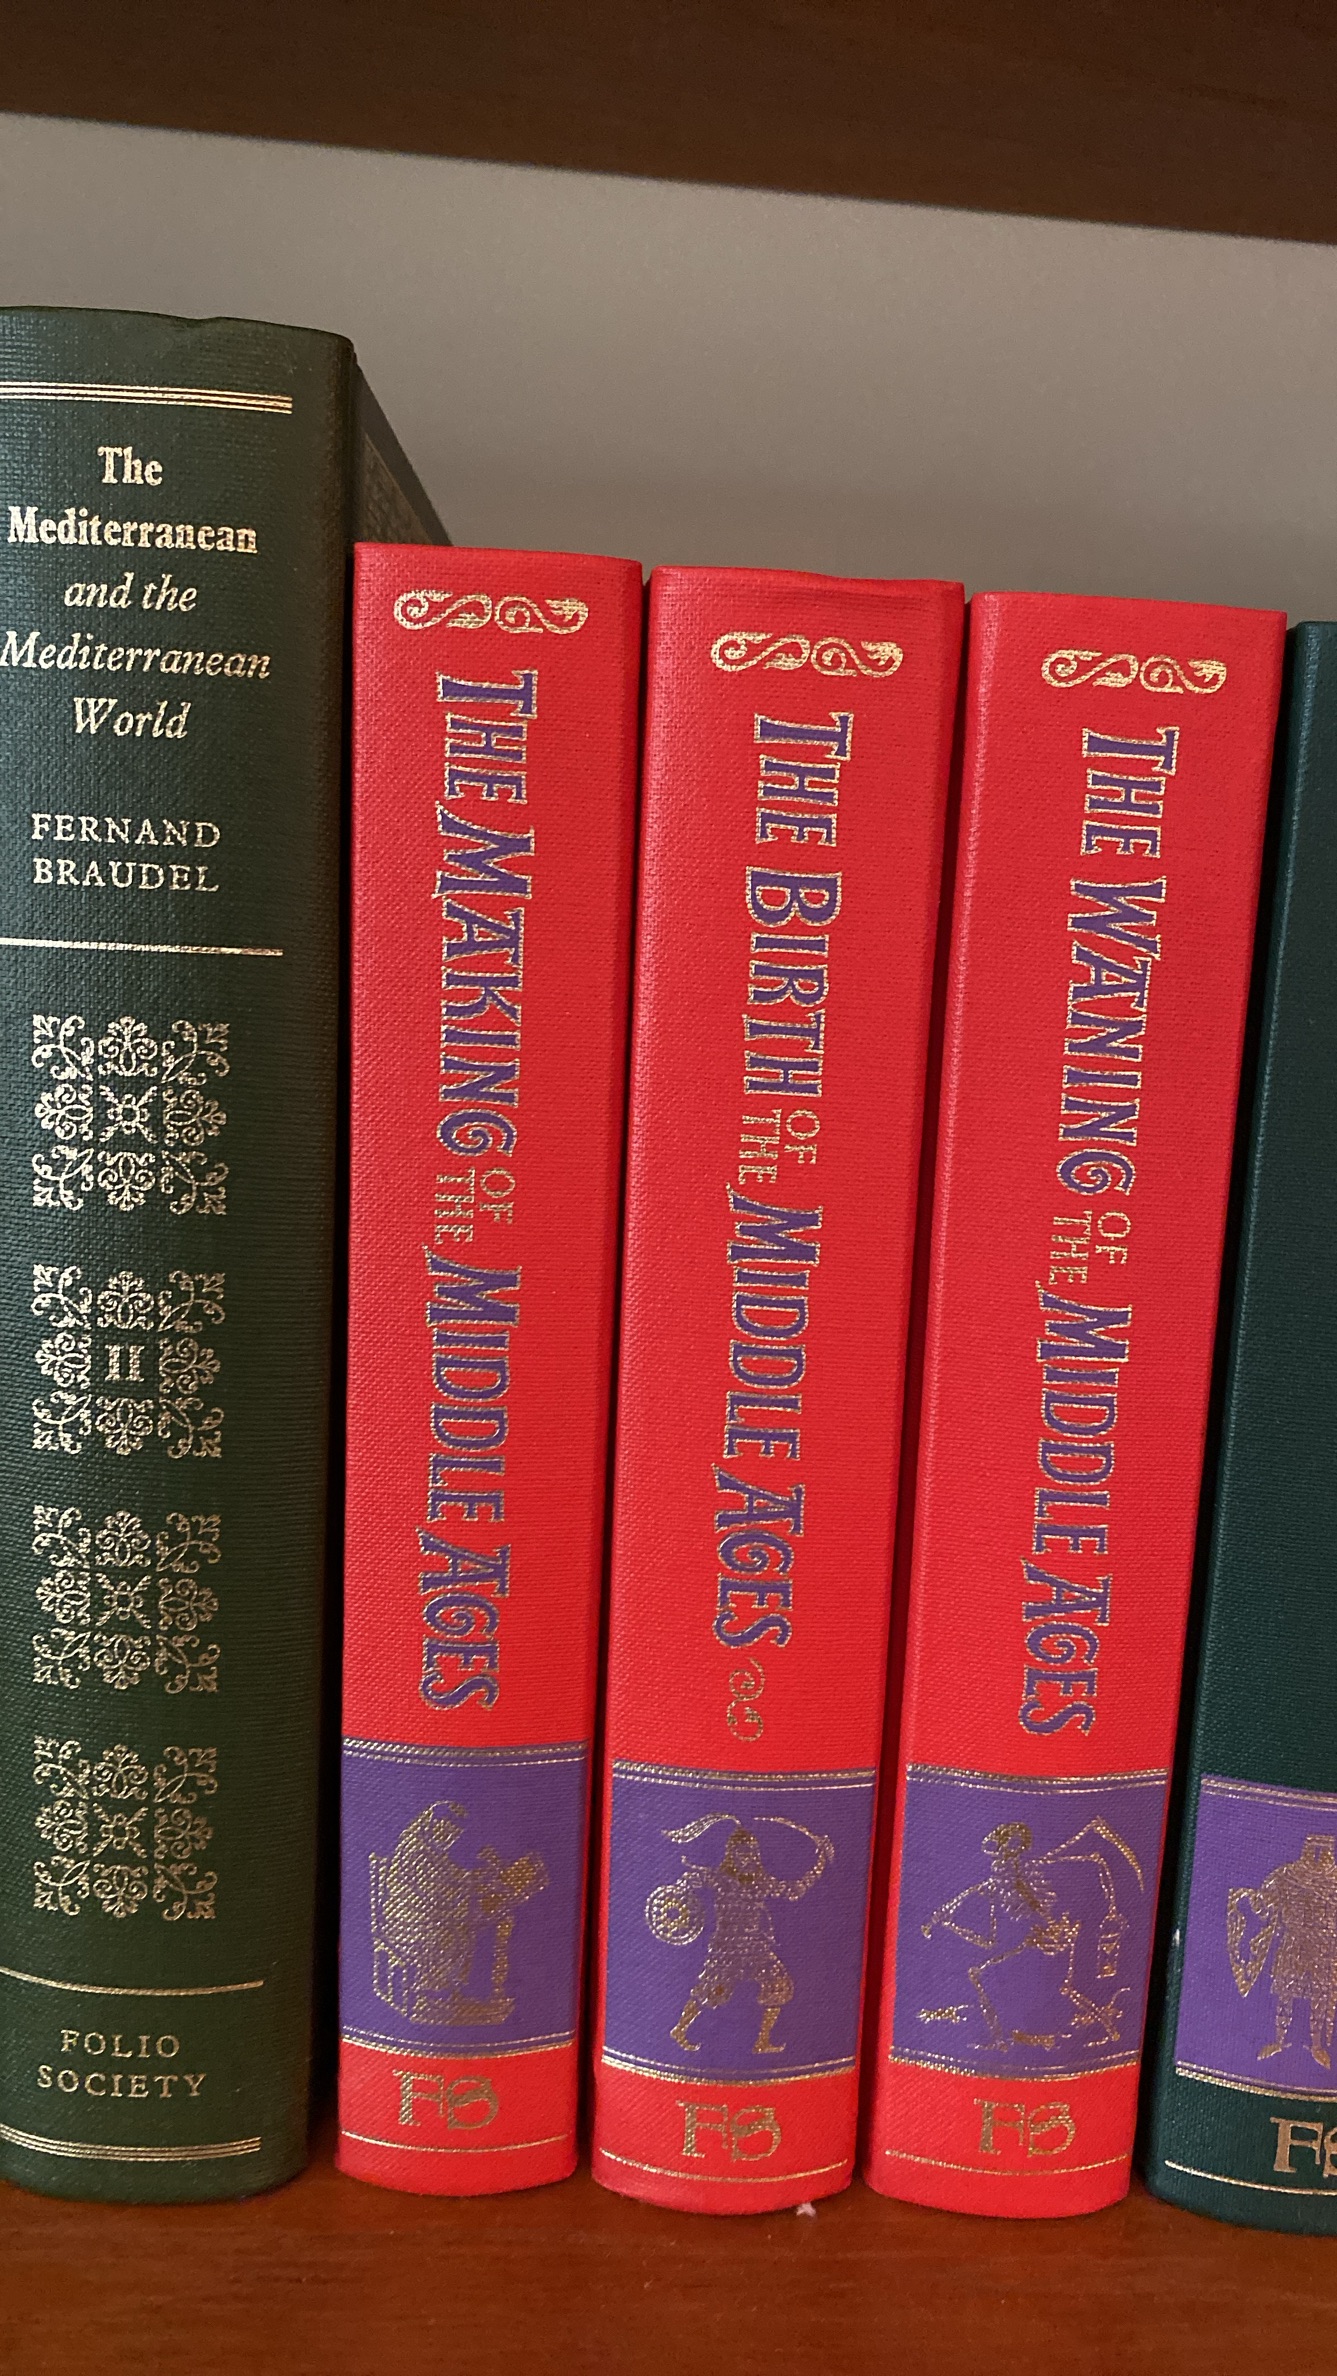 The
Mediterranean
and the
Mediterranean
World
FERNAND
BRAUDEL
II
FOLIO
SOCIETY
THE MAKING OF THE MIDDLE AGES
FS
THE BIRTH OF THE MIDDLE AGES
FS
THE WANING OF THE MIDDLE AGES
FS
FS